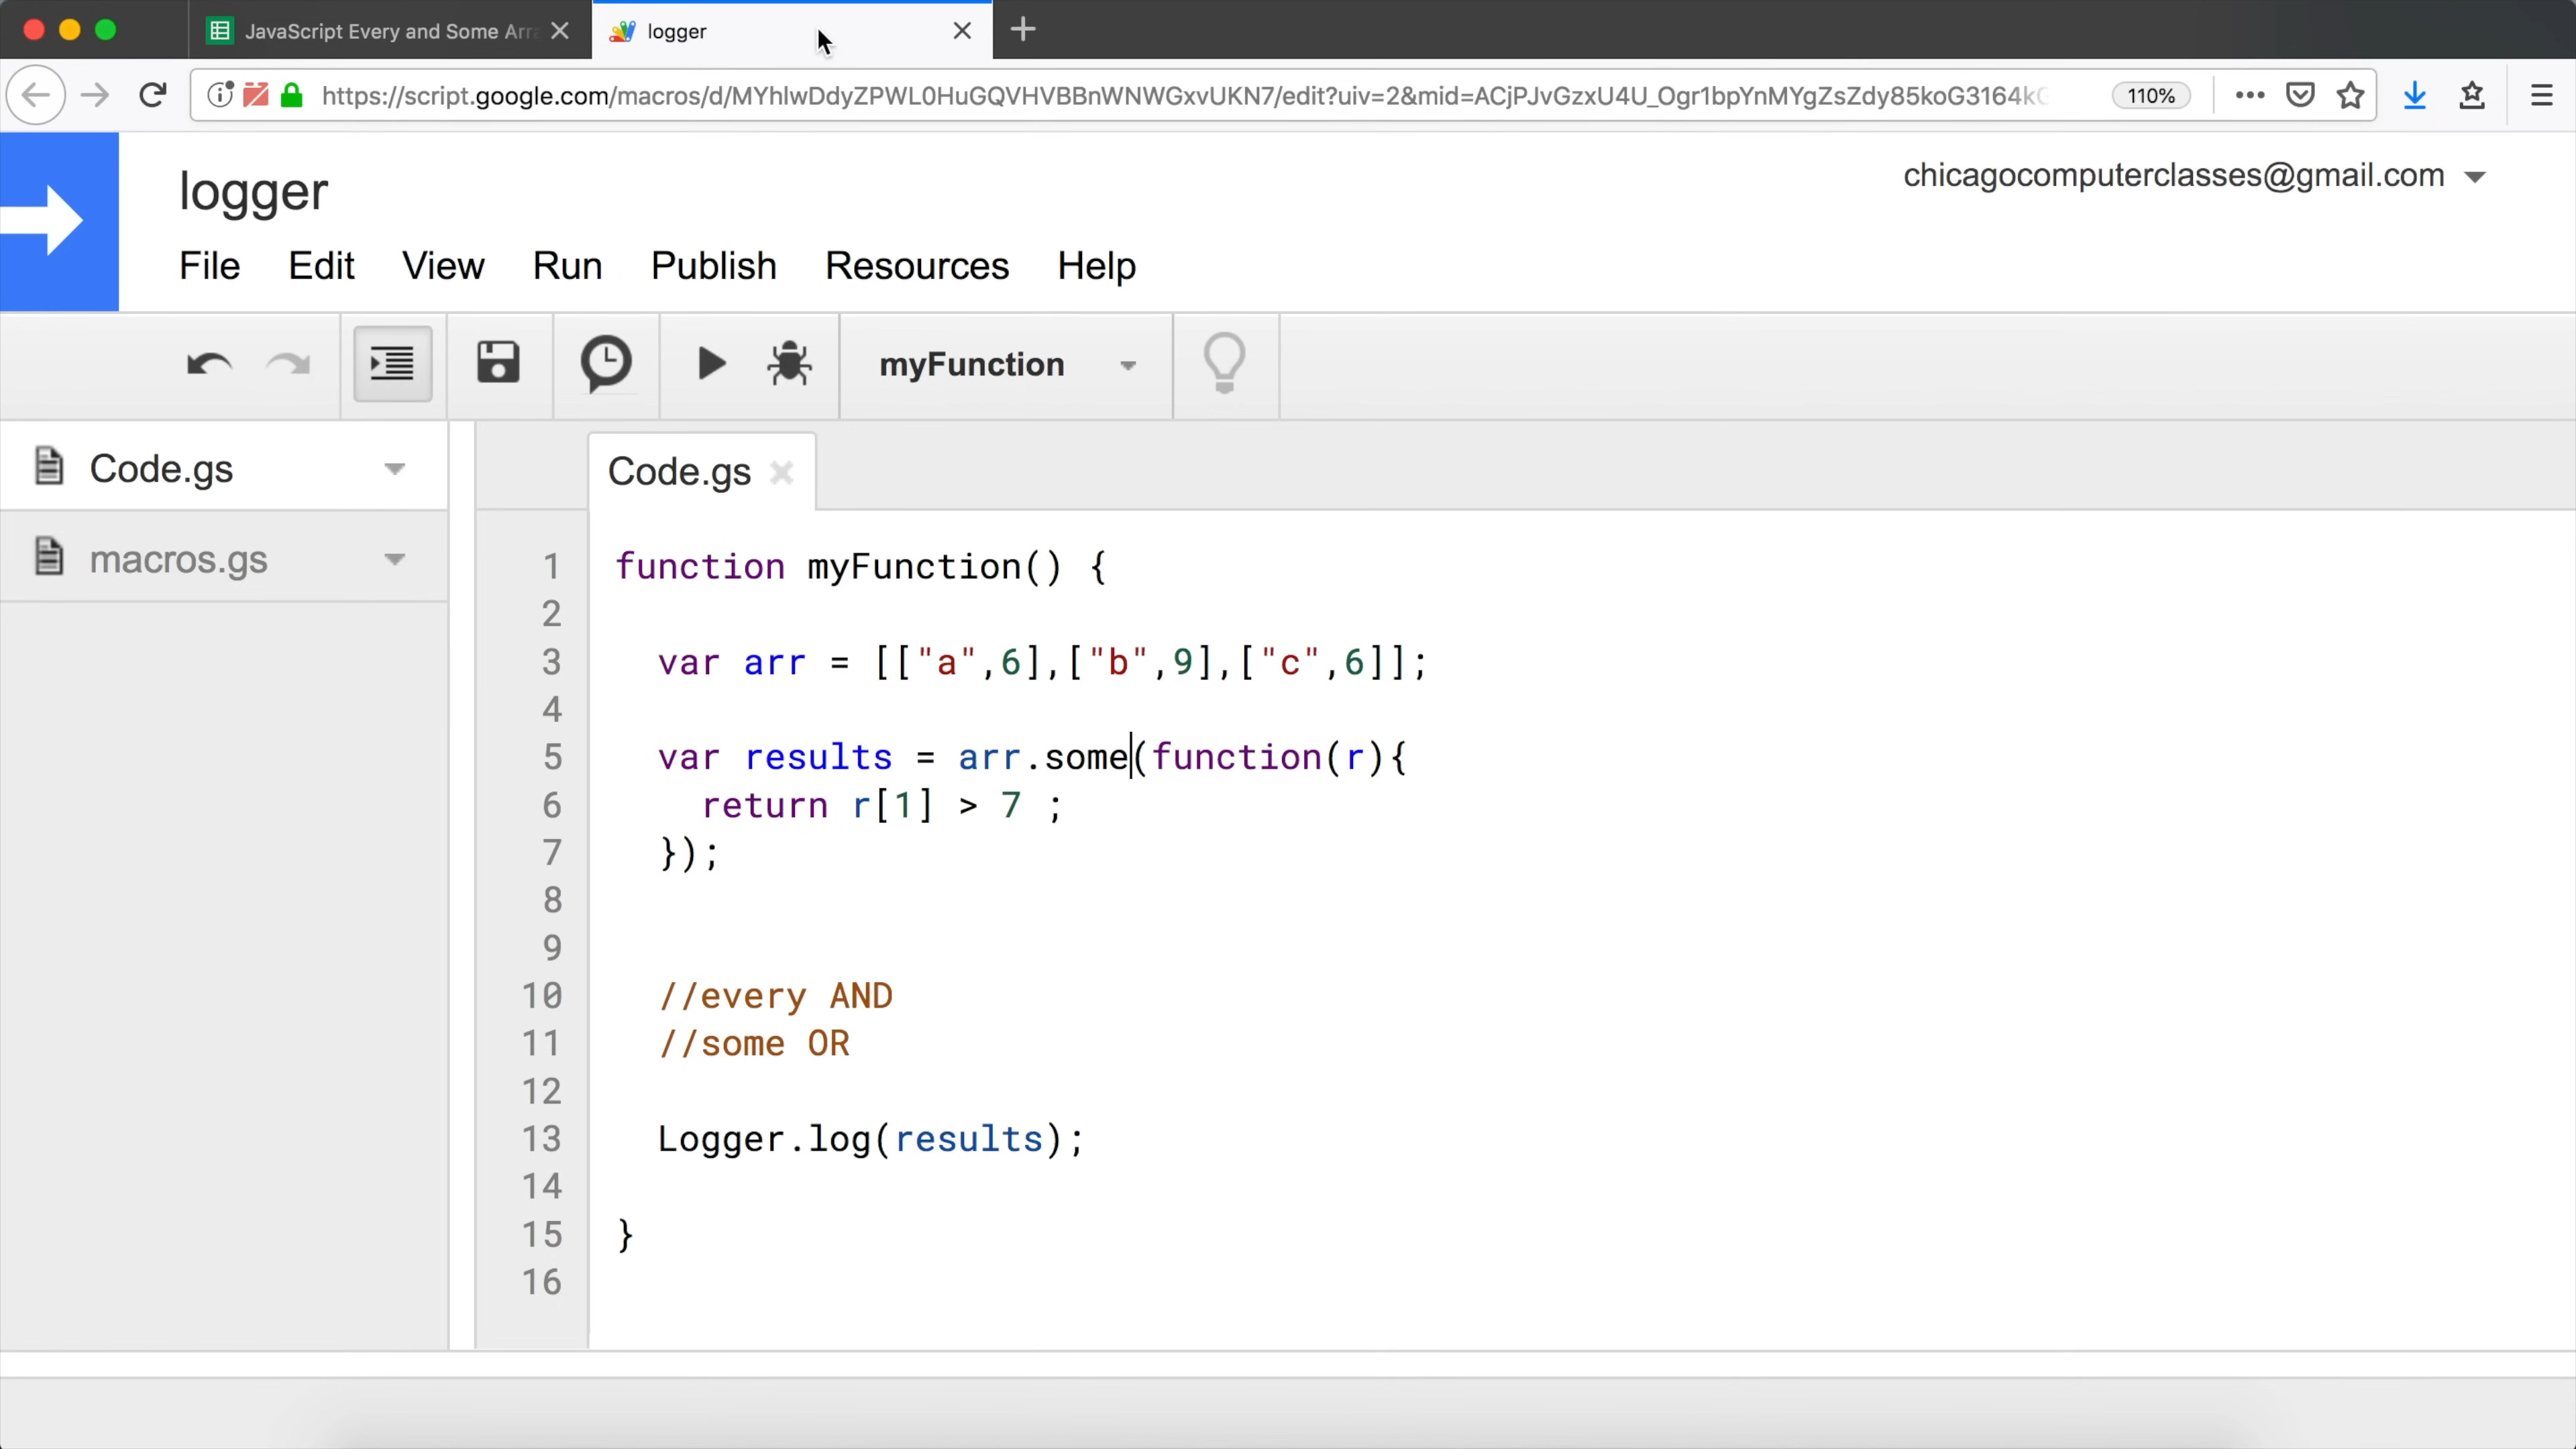 JavaScript Every and Some Arr
logger
https://script.google.com/macros/d/MYhlwDdyZPWL0HuGQVHVBBnWNWGxvUKN7/edit?uiv=2&mid=ACjPJvGzxU4U_Ogr1bpYnMYgZsZdy85koG3164k
110%
logger
chicagocomputerclasses@gmail.com
File Edit View Run Publish Resources Help
myFunction
Code.gs
macros.gs
Code.gs
1 function myFunction() {
2
3 var arr = [["a",6],["b",9],["c",6]];
4
5 var results = arr.some(function(r){
6 return r[1] > 7 ;
7 });
8
9
10 //every AND
11 //some OR
12
13 Logger.log(results);
14
15 }
16